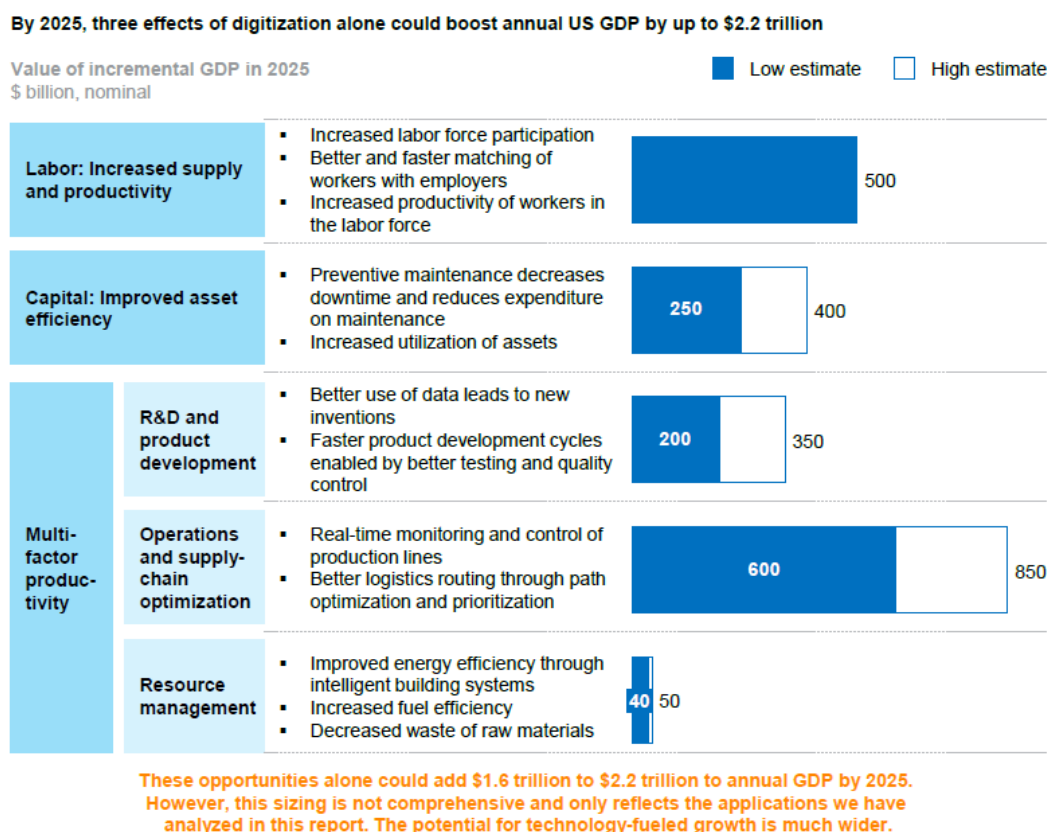 By 2025, three effects of digitization alone could boost annual US GDP by up to $2.2 trillion
Value of incremental GDP in 2025
$ billion, nominal
Low estimate
High estimate
Labor: Increased supply
and productivity
▪ Increased labor force participation
▪ Better and faster matching of
workers with employers
▪ Increased productivity of workers in
the labor force
500
Capital: Improved asset
efficiency
▪ Preventive maintenance decreases
downtime and reduces expenditure
on maintenance
▪ Increased utilization of assets
250
400
Multi-
factor
produc-
tivity
R&D and
product
development
▪ Better use of data leads to new
inventions
▪ Faster product development cycles
enabled by better testing and quality
control
200
350
Operations
and supply-
chain
optimization
▪ Real-time monitoring and control of
production lines
▪ Better logistics routing through path
optimization and prioritization
600
850
Resource
management
▪ Improved energy efficiency through
intelligent building systems
▪ Increased fuel efficiency
▪ Decreased waste of raw materials
40
50
These opportunities alone could add $1.6 trillion to $2.2 trillion to annual GDP by 2025.
However, this sizing is not comprehensive and only reflects the applications we have
analyzed in this report. The potential for technology-fueled growth is much wider.